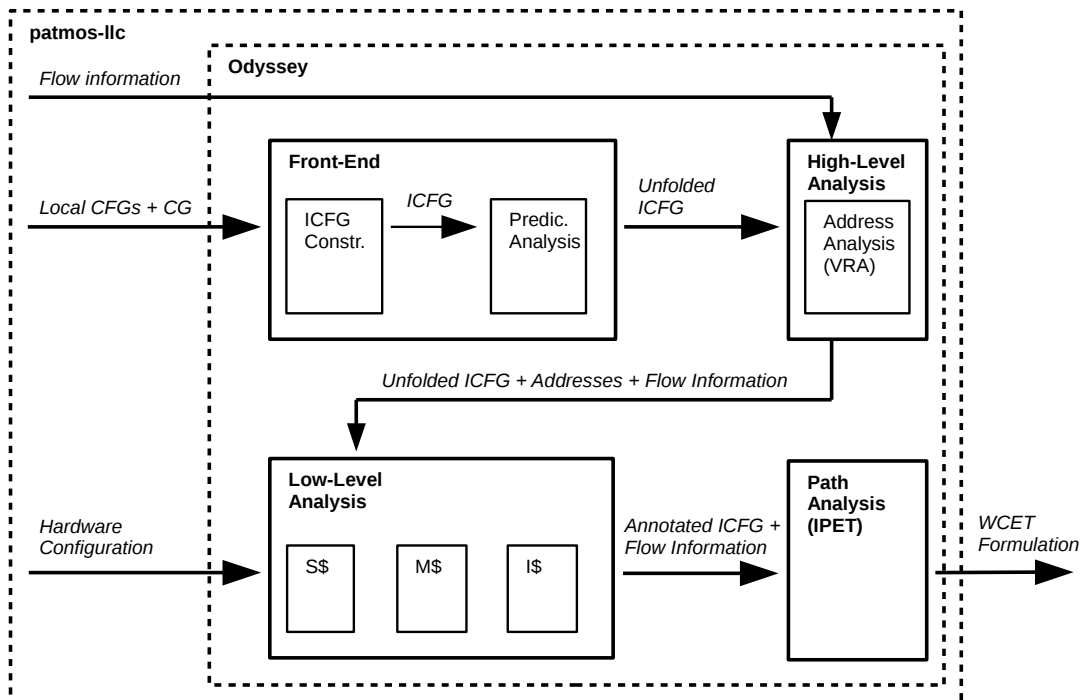 patmos-llc
Odyssey
Flow information
Front-End
High-Level
Analysis
Local CFGs + CG
ICFG
Constr.
ICFG
Predic.
Analysis
Unfolded
ICFG
Address
Analysis
(VRA)
Unfolded ICFG + Addresses + Flow Information
Low-Level
Analysis
Path
Analysis
(IPET)
Hardware
Configuration
S$
M$
I$
Annotated ICFG +
Flow Information
WCET
Formulation